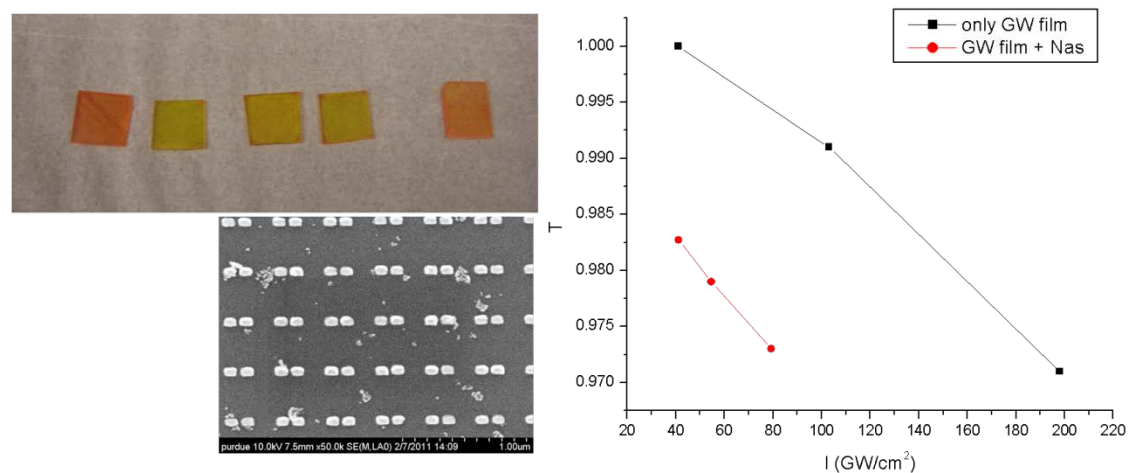 only GW film
GW film + Nas
1.000
0.995
0.990
0.985
0.980
0.975
0.970
T
20 40 60 80 100 120 140 160 180 200 220
I (GW/cm²)
purdue 10.0kV 7.5mm x50.0k SE(M,LA0) 2/7/2011 14:09 1.00um